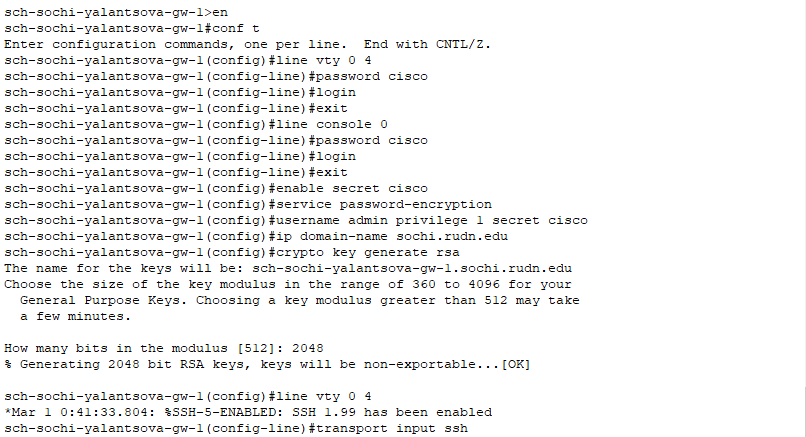 sch-sochi-yalantsova-gw-1>en
sch-sochi-yalantsova-gw-1#conf t
Enter configuration commands, one per line.  End with CNTL/Z.
sch-sochi-yalantsova-gw-1(config)#line vty 0 4
sch-sochi-yalantsova-gw-1(config-line)#password cisco
sch-sochi-yalantsova-gw-1(config-line)#login
sch-sochi-yalantsova-gw-1(config-line)#exit
sch-sochi-yalantsova-gw-1(config)#line console 0
sch-sochi-yalantsova-gw-1(config-line)#password cisco
sch-sochi-yalantsova-gw-1(config-line)#login
sch-sochi-yalantsova-gw-1(config-line)#exit
sch-sochi-yalantsova-gw-1(config)#enable secret cisco
sch-sochi-yalantsova-gw-1(config)#service password-encryption
sch-sochi-yalantsova-gw-1(config)#username admin privilege 1 secret cisco
sch-sochi-yalantsova-gw-1(config)#ip domain-name sochi.rudn.edu
sch-sochi-yalantsova-gw-1(config)#crypto key generate rsa
The name for the keys will be: sch-sochi-yalantsova-gw-1.sochi.rudn.edu
Choose the size of the key modulus in the range of 360 to 4096 for your
  General Purpose Keys. Choosing a key modulus greater than 512 may take
  a few minutes.

How many bits in the modulus [512]: 2048
% Generating 2048 bit RSA keys, keys will be non-exportable...[OK]

sch-sochi-yalantsova-gw-1(config)#line vty 0 4
*Mar 1 0:41:33.804: %SSH-5-ENABLED: SSH 1.99 has been enabled
sch-sochi-yalantsova-gw-1(config-line)#transport input ssh